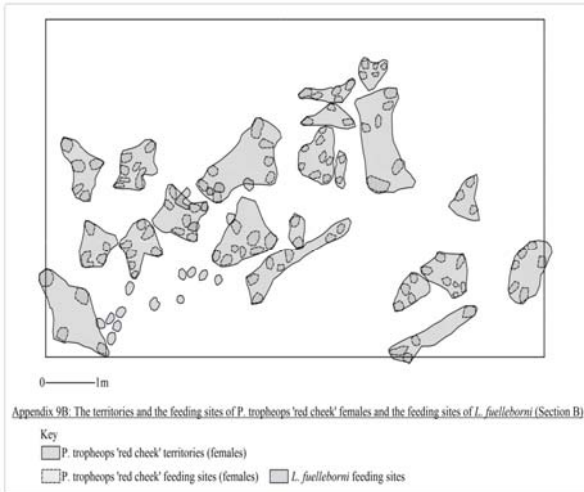 0 1m
Appendix 9B: The territories and the feeding sites of P. tropheops 'red cheek' females and the feeding sites of L. fuelleborni (Section B)
Key
P. tropheops 'red cheek' territories (females)
P. tropheops 'red cheek' feeding sites (females) L. fuelleborni feeding sites